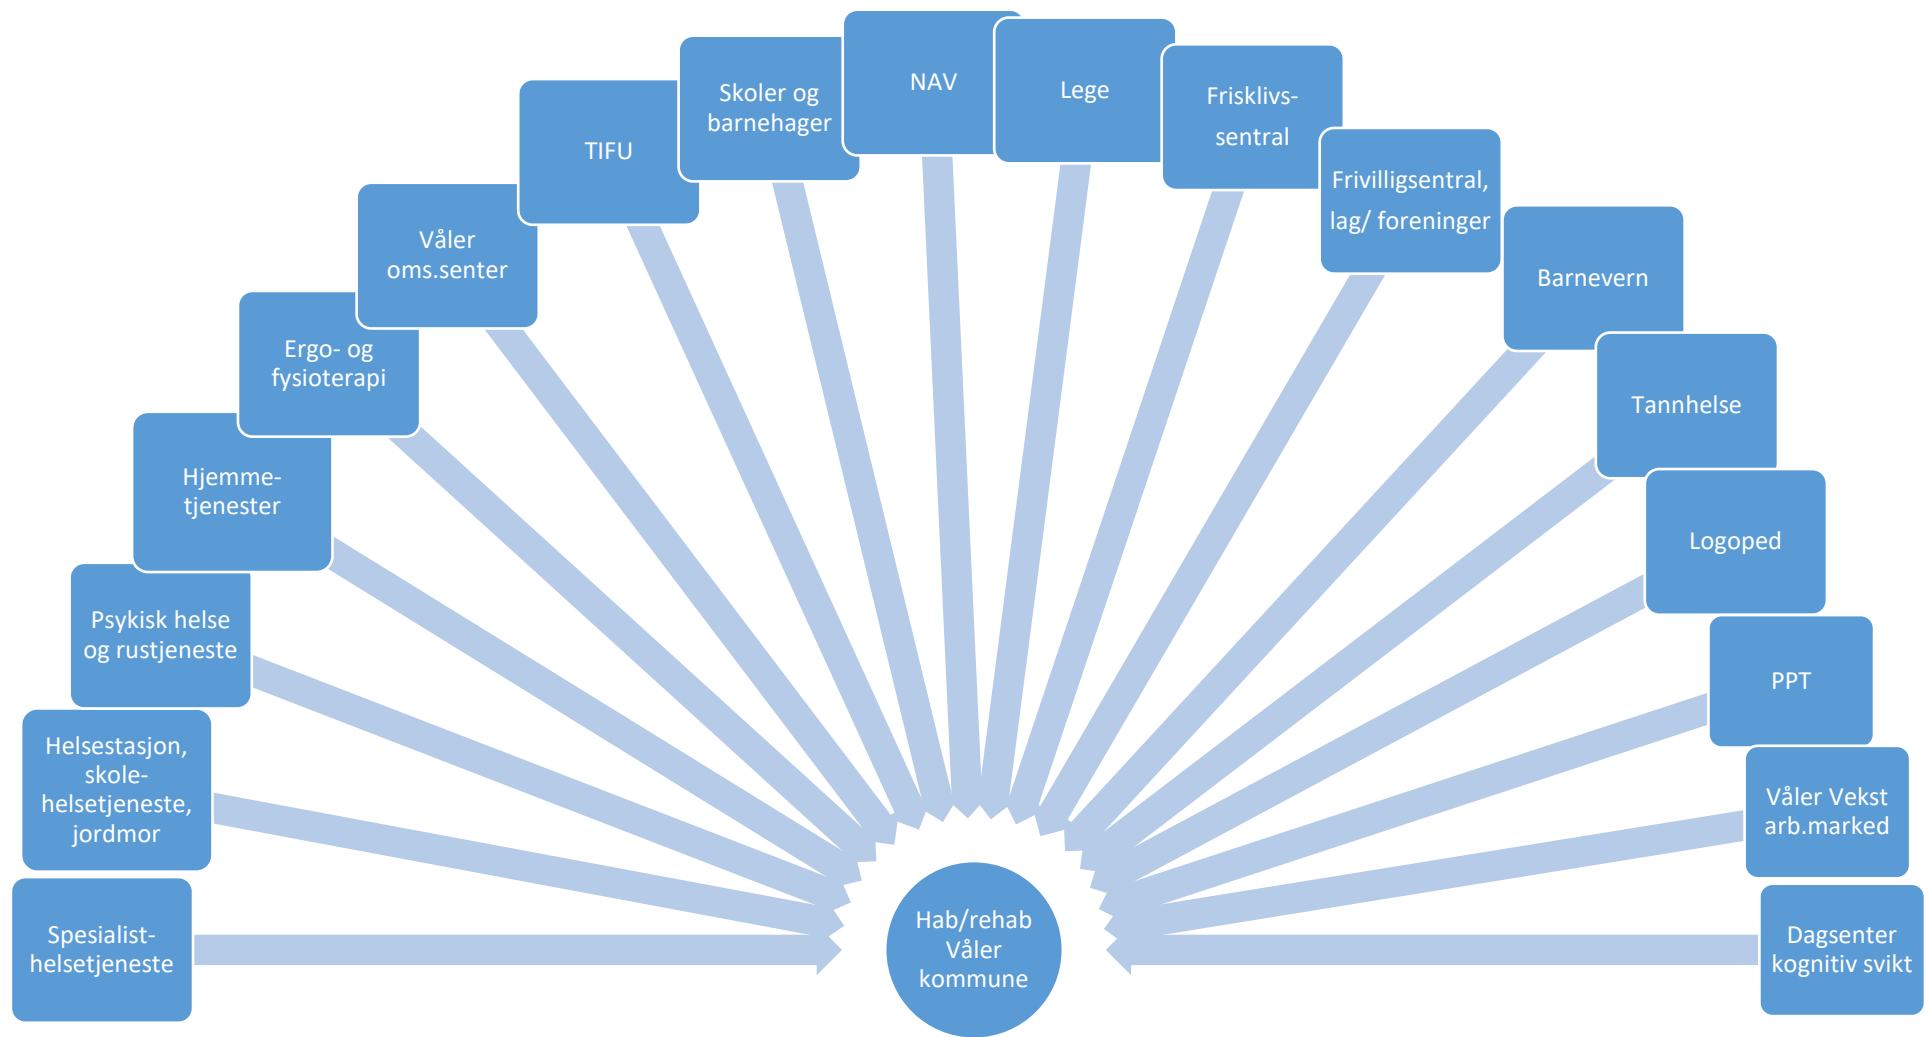 Spesialist-
helsetjeneste
Helsestasjon,
skole-
helsetjeneste,
jordmor
Psykisk helse
og rustjeneste
Hjemme-
tjenester
Ergo- og
fysioterapi
Våler
oms.senter
TIFU
Skoler og
barnehager
NAV
Lege
Frisklivs-
sentral
Frivilligsentral,
lag/ foreninger
Barnevern
Tannhelse
Logoped
PPT
Våler Vekst
arb.marked
Dagsenter
kognitiv svikt
Hab/rehab
Våler
kommune